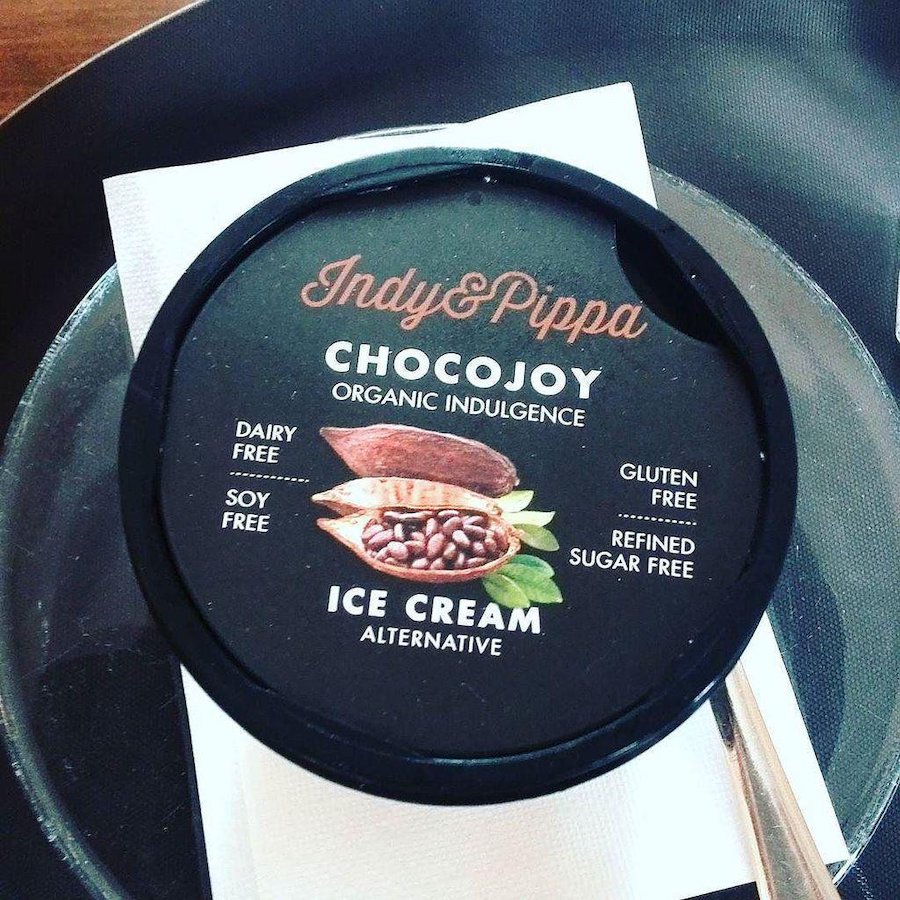 Indy&Pippa
CHOCOJOY
ORGANIC INDULGENCE
DAIRY
FREE
SOY
FREE
GLUTEN
FREE
REFINED
SUGAR FREE
ICE CREAM
ALTERNATIVE